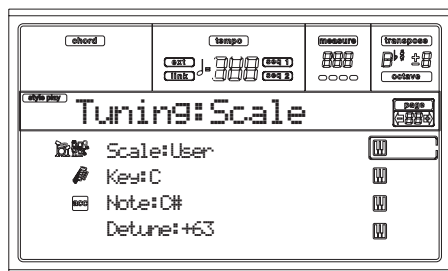 chord tempo measure transpose
ext seq 1
link seq 2
octave
style play
Tuning:Scale page
Scale:User
Key:C
acc Note:C#
Detune:+63